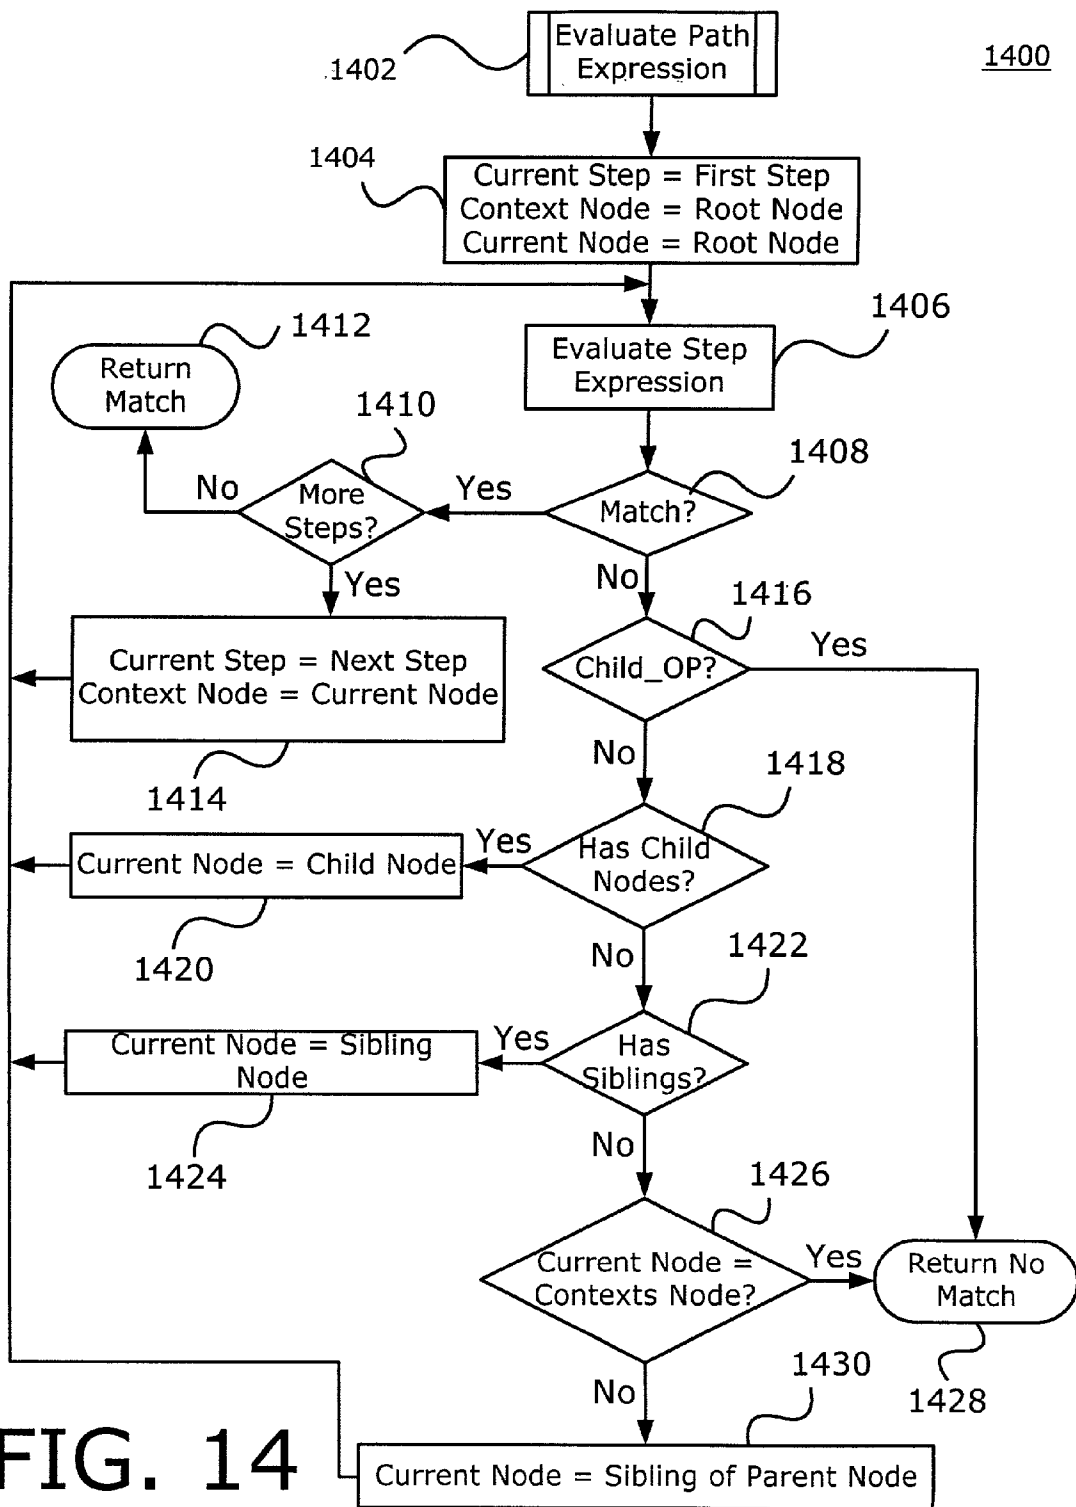 Evaluate Path
Expression
1402
1400
1404
Current Step = First Step
Context Node = Root Node
Current Node = Root Node
1406
1412
Return
Match
Evaluate Step
Expression
1410
1408
No
More
Steps?
Yes
Match?
Yes
No
1416
Current Step = Next Step
Context Node = Current Node
Child_OP?
Yes
No
1414
1418
Current Node = Child Node
Yes
Has Child
Nodes?
1420
No
1422
Current Node = Sibling
Node
Yes
Has
Siblings?
1424
No
1426
Current Node =
Contexts Node?
Yes
Return No
Match
No
1430
1428
FIG. 14
Current Node = Sibling of Parent Node